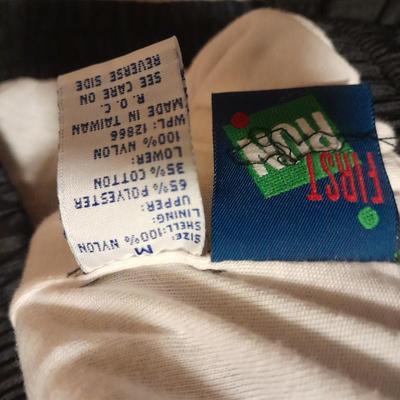 SIZE: M
SHELL:100% NYLON
LINING:
UPPER:
65% POLYESTER
35% COTTON
LOWER:
100% NYLON
WPL: 12866
MADE IN TAIWAN
R. O. C.
SEE CARE ON
REVERSE SIDE
FIRST
RUN